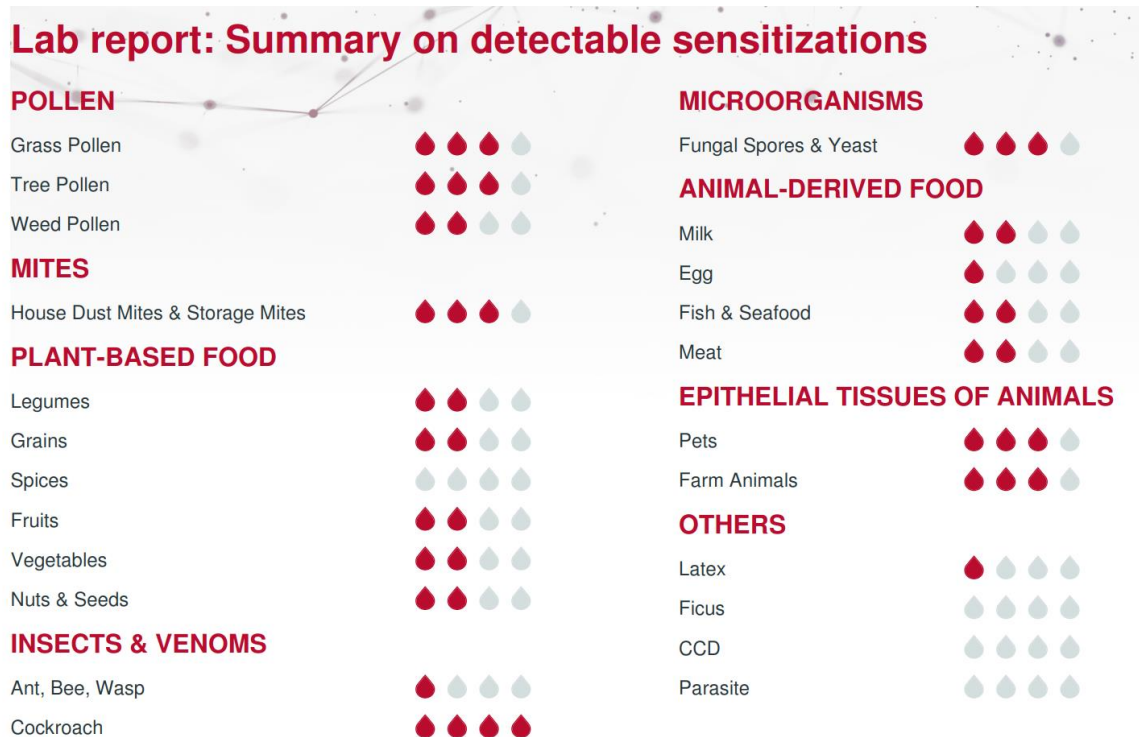 Lab report: Summary on detectable sensitizations
POLLEN
Grass Pollen
Tree Pollen
Weed Pollen
MITES
House Dust Mites & Storage Mites
PLANT-BASED FOOD
Legumes
Grains
Spices
Fruits
Vegetables
Nuts & Seeds
INSECTS & VENOMS
Ant, Bee, Wasp
Cockroach
MICROORGANISMS
Fungal Spores & Yeast
ANIMAL-DERIVED FOOD
Milk
Egg
Fish & Seafood
Meat
EPITHELIAL TISSUES OF ANIMALS
Pets
Farm Animals
OTHERS
Latex
Ficus
CCD
Parasite